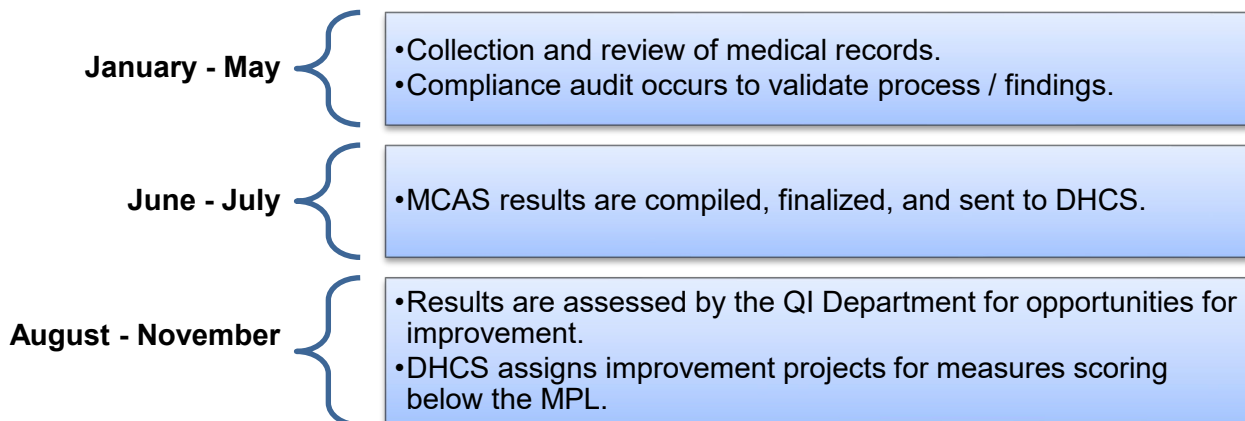 January - May
•Collection and review of medical records.
•Compliance audit occurs to validate process / findings.
June - July
•MCAS results are compiled, finalized, and sent to DHCS.
August - November
•Results are assessed by the QI Department for opportunities for
improvement.
•DHCS assigns improvement projects for measures scoring
below the MPL.